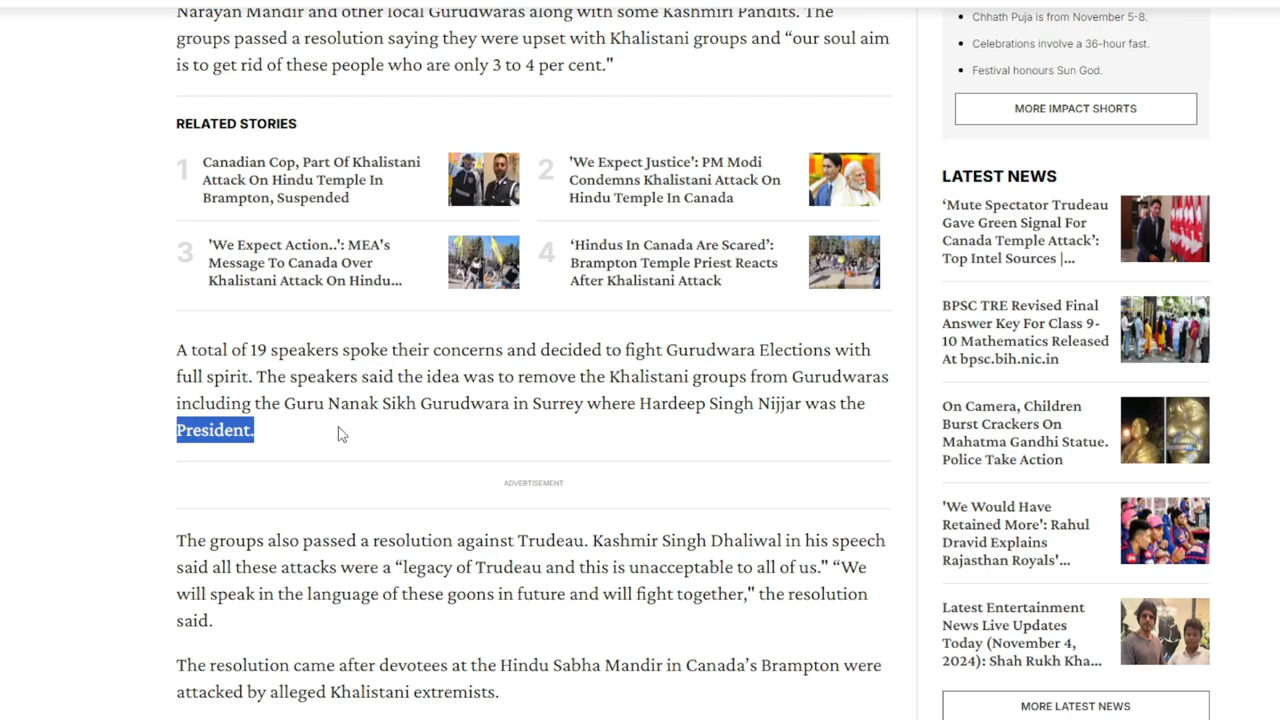 Narayan Mandir and other local Gurudwaras along with some Kashmiri Pandits. The
groups passed a resolution saying they were upset with Khalistani groups and “our soul aim
is to get rid of these people who are only 3 to 4 per cent."
RELATED STORIES
1
Canadian Cop, Part Of Khalistani
Attack On Hindu Temple In
Brampton, Suspended
2
'We Expect Justice': PM Modi
Condemns Khalistani Attack On
Hindu Temple In Canada
3
'We Expect Action..': MEA's
Message To Canada Over
Khalistani Attack On Hindu...
4
‘Hindus In Canada Are Scared’:
Brampton Temple Priest Reacts
After Khalistani Attack
A total of 19 speakers spoke their concerns and decided to fight Gurudwara Elections with
full spirit. The speakers said the idea was to remove the Khalistani groups from Gurudwaras
including the Guru Nanak Sikh Gurudwara in Surrey where Hardeep Singh Nijjar was the
President.
ADVERTISEMENT
The groups also passed a resolution against Trudeau. Kashmir Singh Dhaliwal in his speech
said all these attacks were a “legacy of Trudeau and this is unacceptable to all of us." “We
will speak in the language of these goons in future and will fight together," the resolution
said.
The resolution came after devotees at the Hindu Sabha Mandir in Canada’s Brampton were
attacked by alleged Khalistani extremists.
Chhath Puja is from November 5-8.
Celebrations involve a 36-hour fast.
Festival honours Sun God.
MORE IMPACT SHORTS
LATEST NEWS
‘Mute Spectator Trudeau
Gave Green Signal For
Canada Temple Attack’:
Top Intel Sources |...
BPSC TRE Revised Final
Answer Key For Class 9-
10 Mathematics Released
At bpsc.bih.nic.in
On Camera, Children
Burst Crackers On
Mahatma Gandhi Statue.
Police Take Action
'We Would Have
Retained More': Rahul
Dravid Explains
Rajasthan Royals'...
Latest Entertainment
News Live Updates
Today (November 4,
2024): Shah Rukh Kha...
MORE LATEST NEWS